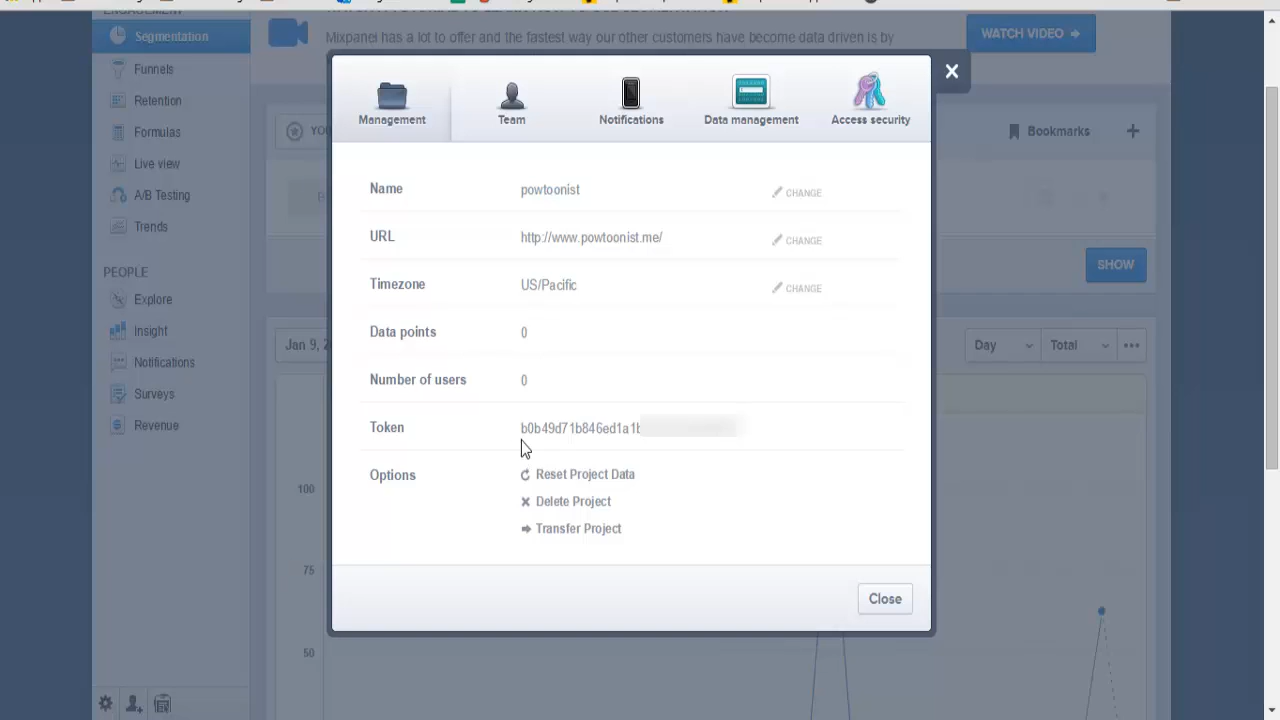 Segmentation
Mixpanel has a lot to offer and the fastest way our other customers have become data driven is by
WATCH VIDEO
Funnels
Retention
Formulas
Live view
A/B Testing
Trends
PEOPLE
Explore
Insight
Notifications
Surveys
Revenue
Management
Team
Notifications
Data management
Access security
Bookmarks
Name powtoonist CHANGE
URL http://www.powtoonist.me/ CHANGE
Timezone US/Pacific CHANGE
Data points 0
Number of users 0
Token b0b49d71b846ed1a1b
Options Reset Project Data
Delete Project
Transfer Project
Close
SHOW
Jan 9, 2
Day
Total
100
75
50